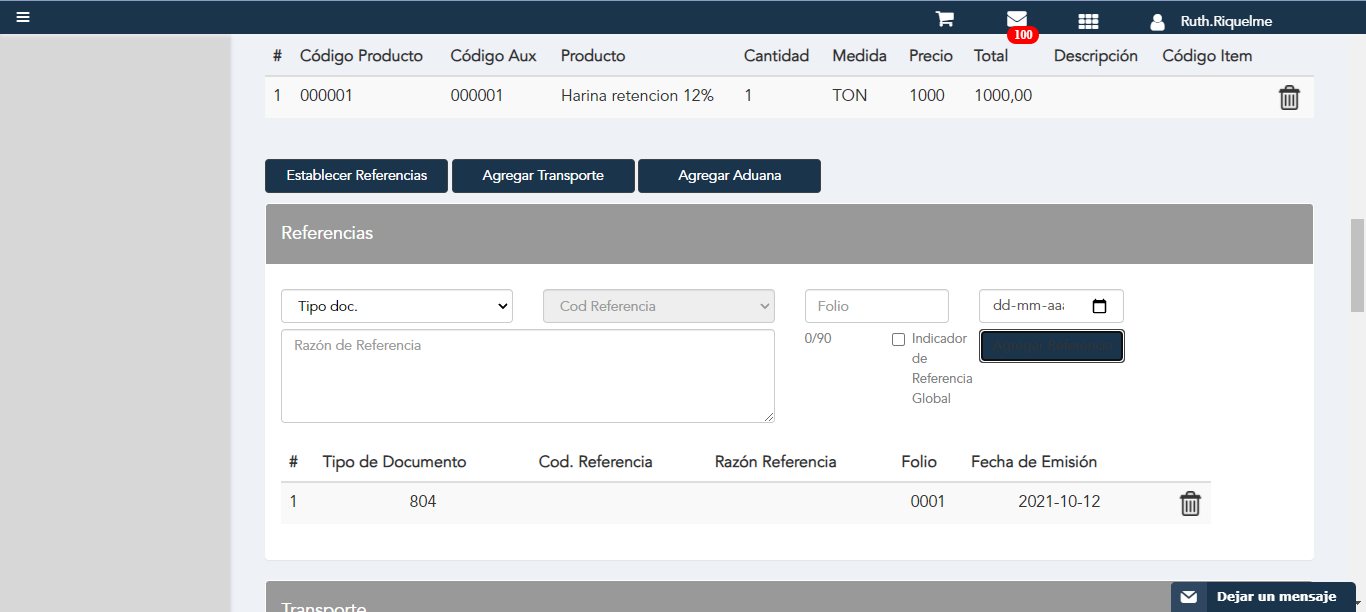 Ruth.Riquelme
100
# Código Producto Código Aux Producto Cantidad Medida Precio Total Descripción Código Item
1 000001 000001 Harina retencion 12% 1 TON 1000 1000,00
Establecer Referencias Agregar Transporte Agregar Aduana
Referencias
Tipo doc. Cod Referencia Folio dd-mm-aaa
Razón de Referencia 0/90 Indicador de Referencia Global Agregar Referencia
# Tipo de Documento Cod. Referencia Razón Referencia Folio Fecha de Emisión
1 804 0001 2021-10-12
Transporte
Dejar un mensaje